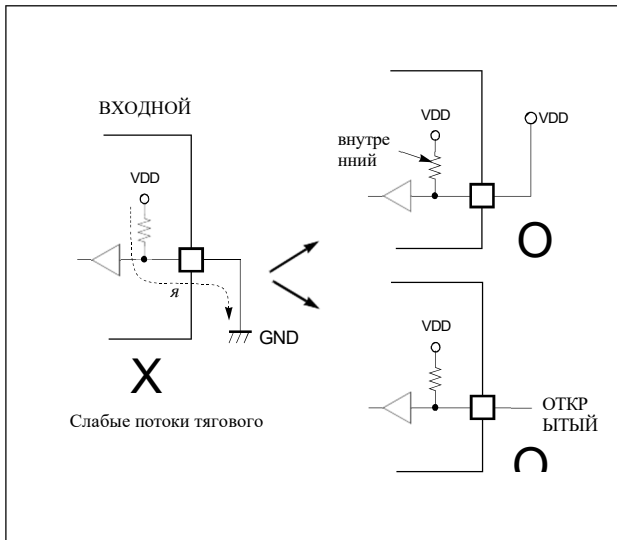 ВХОДНОЙ
VDD
я
GND
X
Слабые потоки тягового
VDD
VDD
внутре
нний
O
VDD
ОТКР
ЫТЫЙ
O